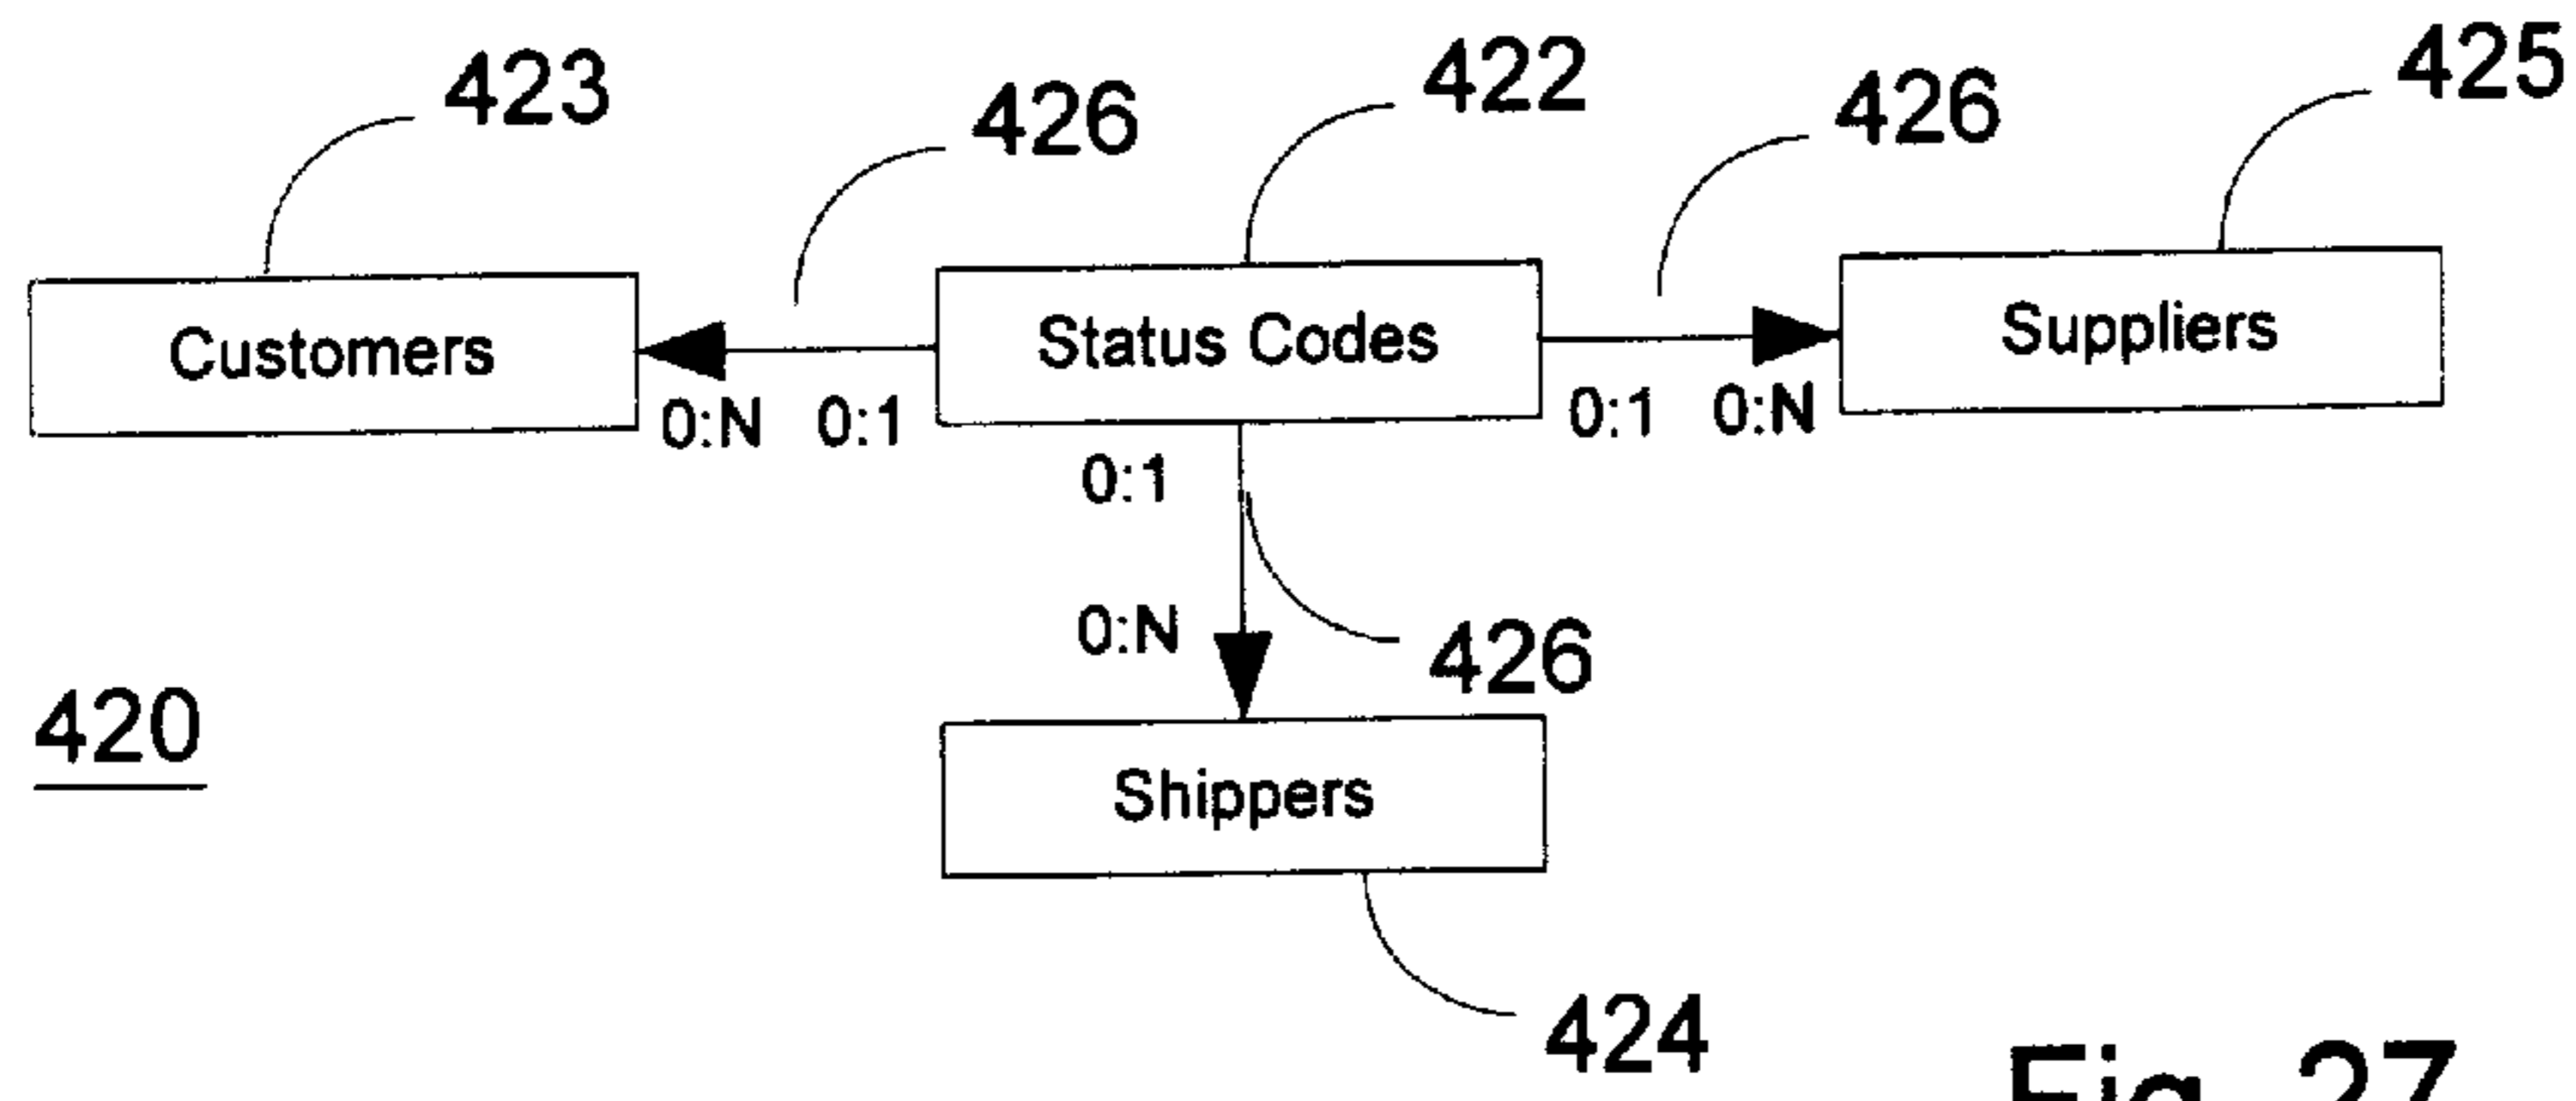 423
426
422
426
425
Customers
Status Codes
Suppliers
0:N 0:1
0:1 0:N
0:1
0:N
426
420
Shippers
424
Fig. 27